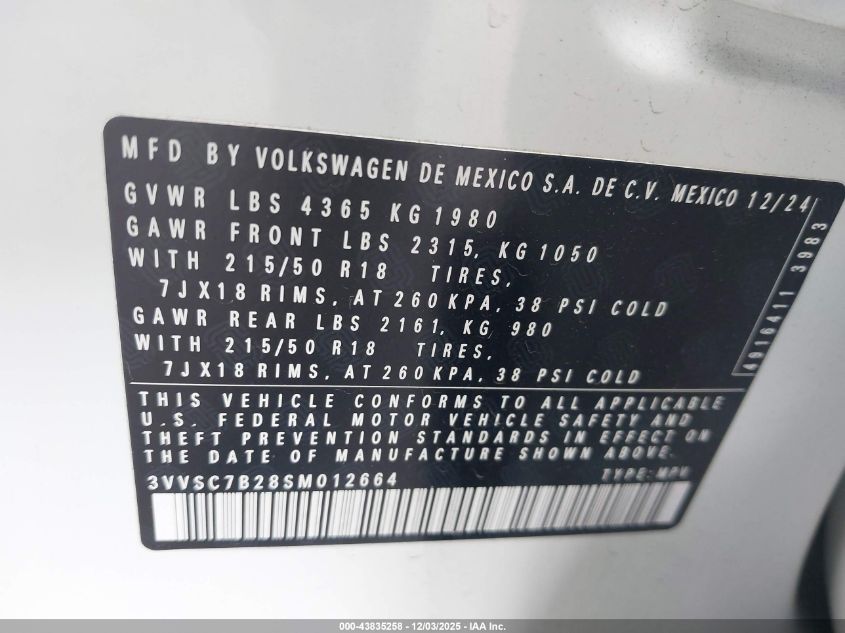 MFD BY VOLKSWAGEN DE MEXICO S.A. DE C.V. MEXICO 12/24
GVWR LBS 4365 KG 1980
GAWR FRONT LBS 2315, KG 1050
WITH 215/50 R18 TIRES,
7JX18 RIMS, AT 260 KPA, 38 PSI COLD
GAWR REAR LBS 2161, KG 980
WITH 215/50 R18 TIRES,
7JX18 RIMS, AT 260 KPA, 38 PSI COLD
4916411 3983
THIS VEHICLE CONFORMS TO ALL APPLICABLE
U.S. FEDERAL MOTOR VEHICLE SAFETY AND
THEFT PREVENTION STANDARDS IN EFFECT ON
THE DATE OF MANUFACTURE SHOWN ABOVE.
3VVSC7B28SM012664 TYPE: MPV
000-43835258 - 12/03/2025 - IAA Inc.